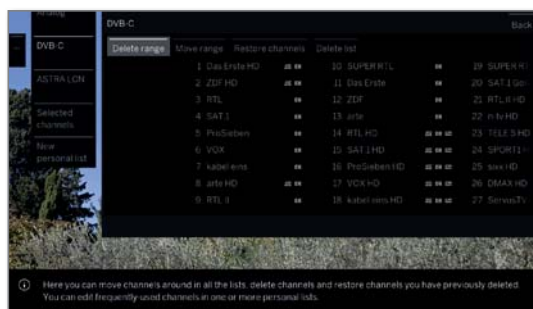 Analog
DVB-C
Back
DVB-C
Delete range Move range Restore channels Delete list
ASTRA LCN
Selected channels
New personal list
1 Das Erste HD
2 ZDF HD
3 RTL
4 SAT.1
5 ProSieben
6 VOX
7 kabel eins
8 arte HD
9 RTL II
10 SUPER RTL
11 Das Erste
12 ZDF
13 arte
14 RTL HD
15 SAT.1 HD
16 ProSieben HD
17 VOX HD
18 kabel eins HD
19 SUPER RT
20 SAT.1 Gol
21 RTL II HD
22 n-tv HD
23 TELE 5 HD
24 SPORT1
25 sixx HD
26 DMAX HD
27 ServusTV
Here you can move channels around in all the lists, delete channels and restore channels you have previously deleted.
You can edit frequently-used channels in one or more personal lists.